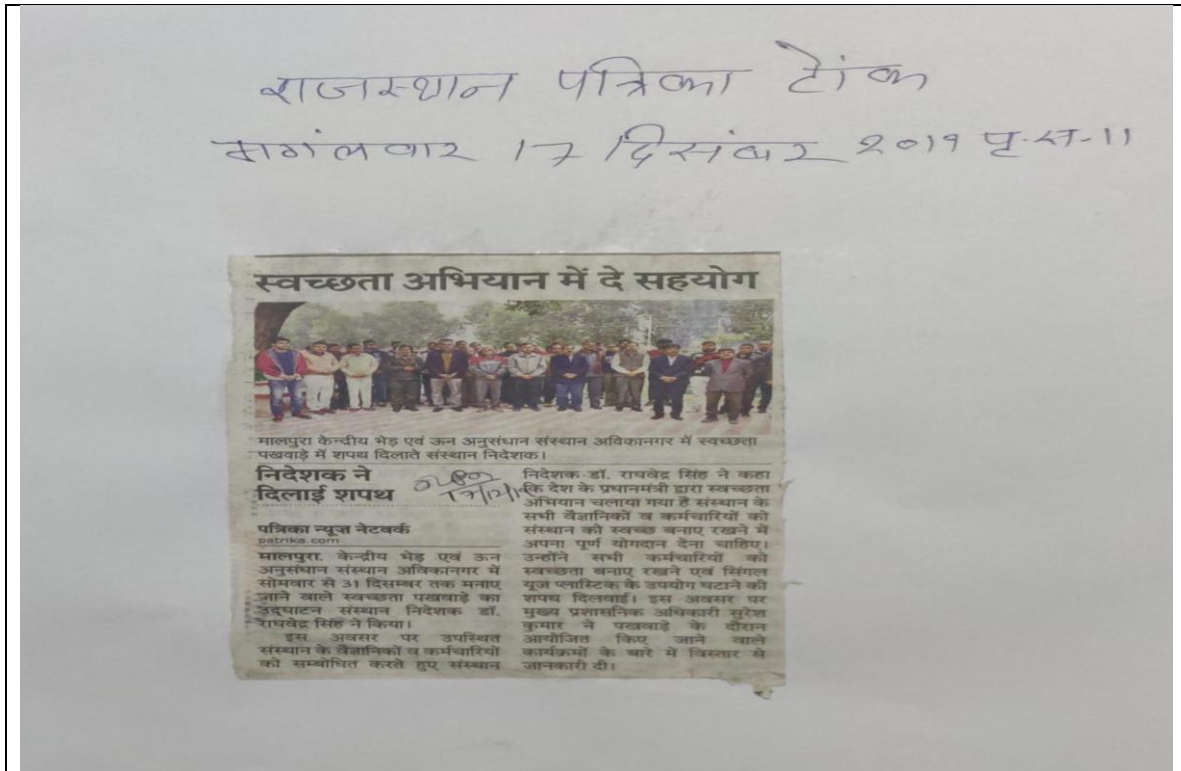 राजस्थान पत्रिका टोंक
मगंलवार 17 दिसंबर 2019 पृ.स-11
स्वच्छता अभियान में दे सहयोग
मालपुरा केन्द्रीय भेड़ एवं ऊन अनुसंधान संस्थान अविकानगर में स्वच्छता
पखवाड़े में शपथ दिलाते संस्थान निदेशक।
निदेशक ने
दिलाई शपथ
पत्रिका न्यूज नेटवर्क
patrika.com
मालपुरा. केन्द्रीय भेड़ एवं ऊन
अनुसंधान संस्थान अविकानगर में
सोमवार से 31 दिसम्बर तक मनाए
जाने वाले स्वच्छता पखवाड़े का
उद्घाटन संस्थान निदेशक डॉ.
राघवेद्र सिंह ने किया।
इस अवसर पर उपस्थित
संस्थान के वैज्ञानिकों व कर्मचारियों
को सम्बोधित करते हुए संस्थान
निदेशक डॉ. राघवेद्र सिंह ने कहा
कि देश के प्रधानमंत्री द्वारा स्वच्छता
अभियान चलाया गया है संस्थान के
सभी वैज्ञानिकों व कर्मचारियों को
संस्थान को स्वच्छ बनाए रखने में
अपना पूर्ण योगदान देना चाहिए।
उन्होंने सभी कर्मचारियों को
स्वच्छता बनाए रखने एवं सिंगल
यूज प्लास्टिक के उपयोग घटाने की
शपथ दिलवाई। इस अवसर पर
मुख्य प्रशासनिक अधिकारी सुरेश
कुमार ने पखवाड़े के दौरान
आयोजित किए जाने वाले
कार्यक्रमों के बारे में विस्तार से
जानकारी दी।